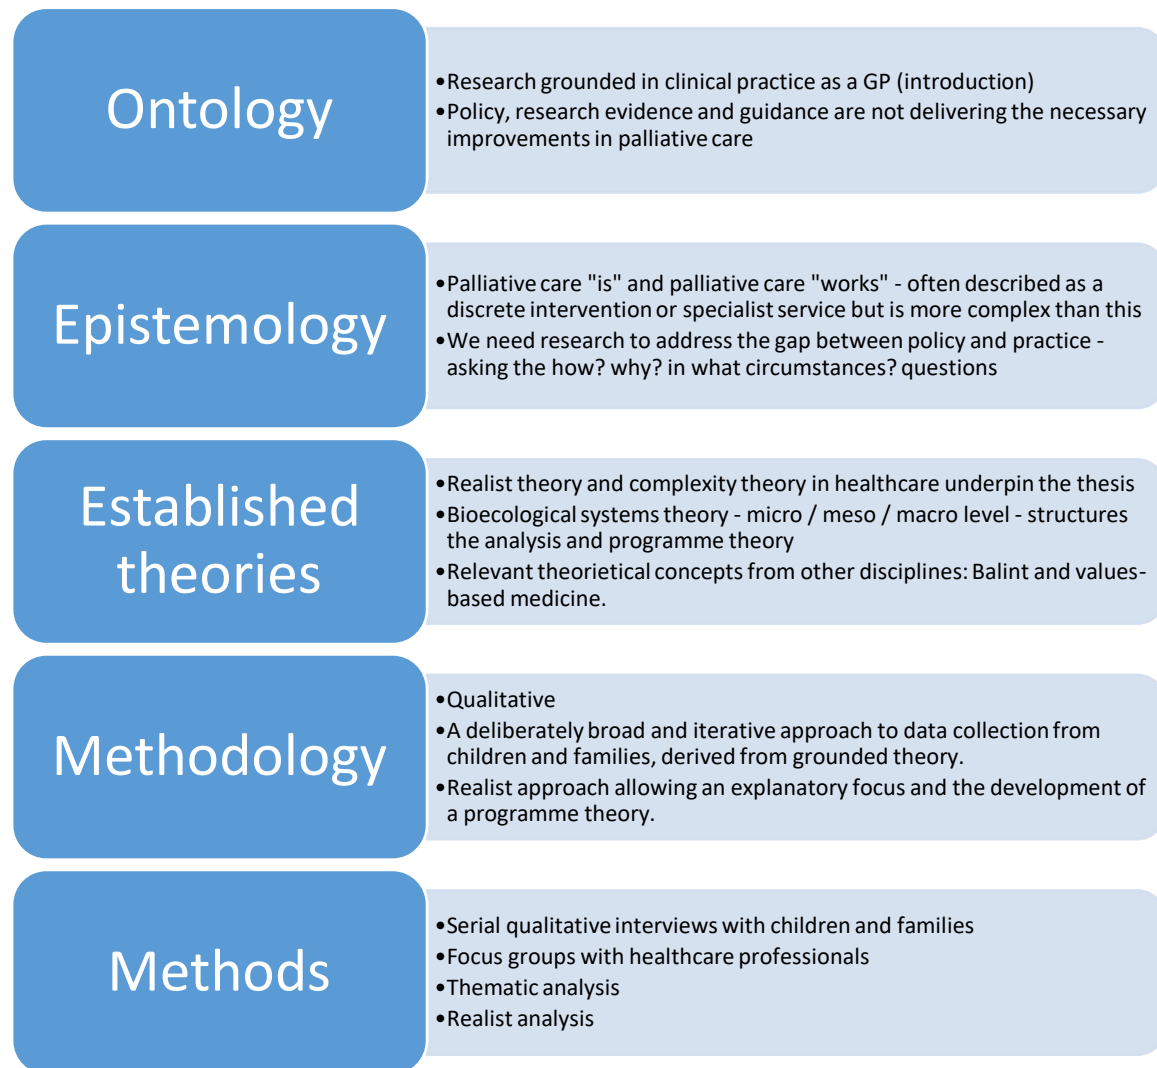 Ontology
•Research grounded in clinical practice as a GP (introduction)
•Policy, research evidence and guidance are not delivering the necessary
improvements in palliative care
Epistemology
•Palliative care "is" and palliative care "works" - often described as a
discrete intervention or specialist service but is more complex than this
•We need research to address the gap between policy and practice -
asking the how? why? in what circumstances? questions
Established
theories
•Realist theory and complexity theory in healthcare underpin the thesis
•Bioecological systems theory - micro / meso / macro level - structures
the analysis and programme theory
•Relevant theorietical concepts from other disciplines: Balint and values-
based medicine.
Methodology
•Qualitative
•A deliberately broad and iterative approach to data collection from
children and families, derived from grounded theory.
•Realist approach allowing an explanatory focus and the development of
a programme theory.
Methods
•Serial qualitative interviews with children and families
•Focus groups with healthcare professionals
•Thematic analysis
•Realist analysis